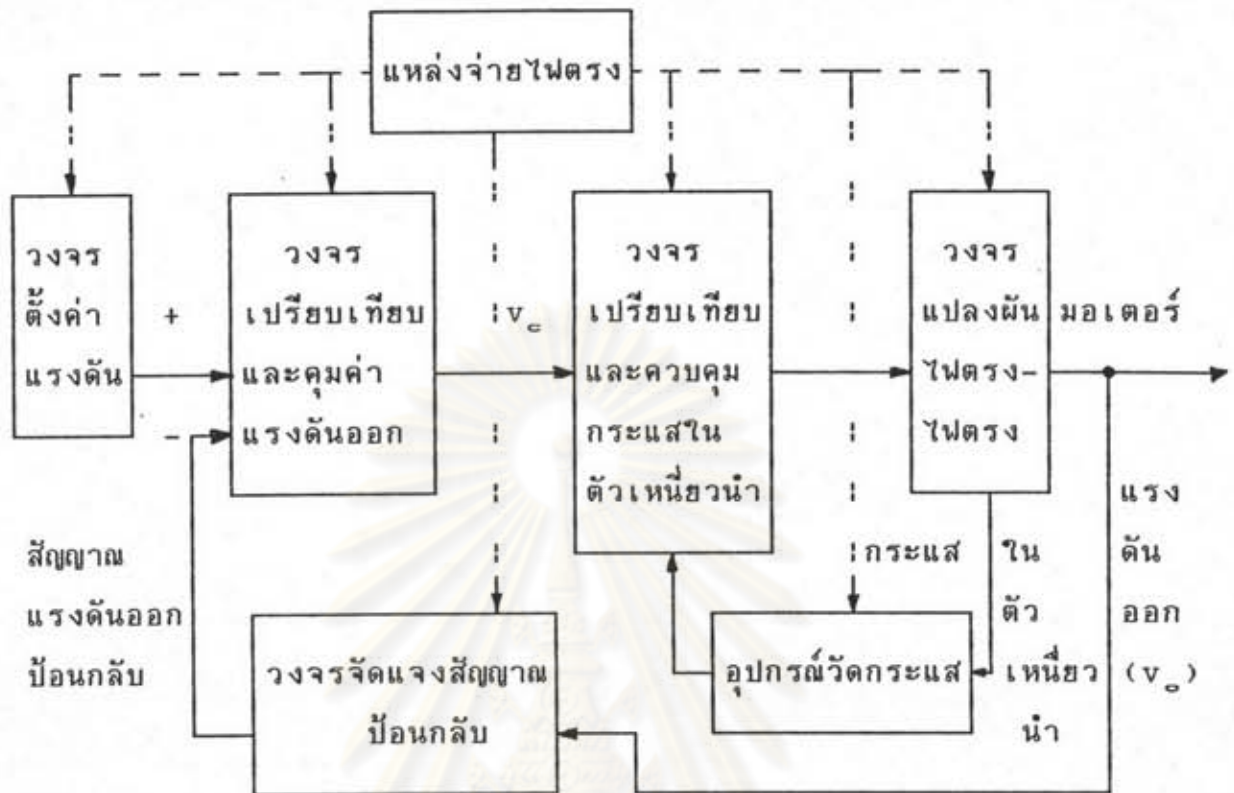 แหล่งจ่ายไฟตรง
วงจร
ตั้งค่า
แรงดัน
+
-
วงจร
เปรียบเทียบ
และคุมค่า
แรงดันออก
v_c
วงจร
เปรียบเทียบ
และควบคุม
กระแสใน
ตัวเหนี่ยวนำ
วงจร
แปลงผัน
ไฟตรง-
ไฟตรง
มอเตอร์
แรง
ดัน
ออก
(v_o)
กระแส ใน
ตัว
เหนี่ยว
นำ
อุปกรณ์วัดกระแส
สัญญาณ
แรงดันออก
ป้อนกลับ
วงจรจัดแจงสัญญาณ
ป้อนกลับ